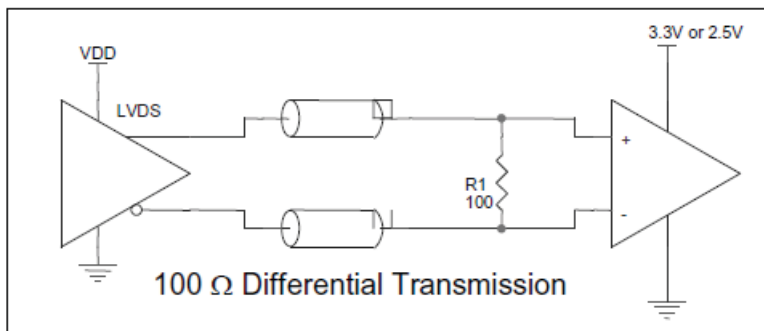 3.3V or 2.5V
VDD
LVDS
+
R1
100
-
100 Ω Differential Transmission